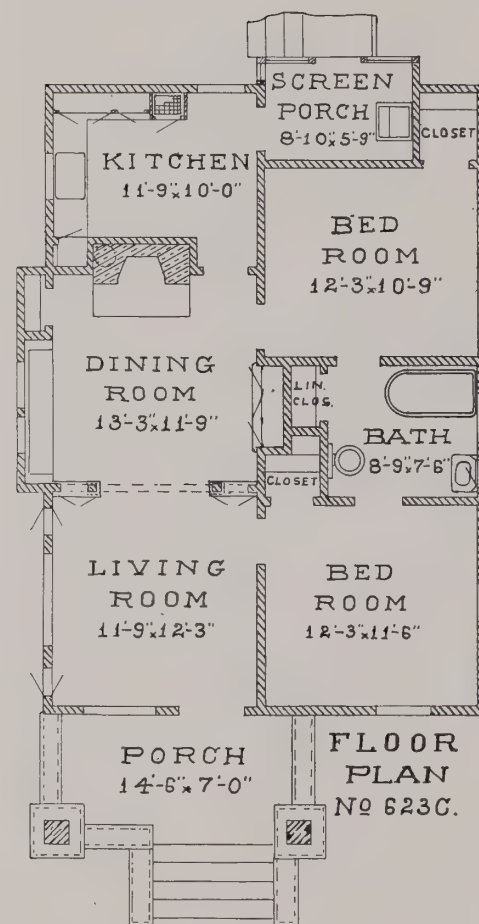 SCREEN
PORCH
8'-10"x5'-9"
CLOSET
KITCHEN
11'-9"x10'-0"
BED
ROOM
12'-3"x10'-9"
DINING
ROOM
13'-3"x11'-9"
LIN.
CLOS.
BATH
8'-9"x7'-6"
CLOSET
LIVING
ROOM
11'-9"x12'-3"
BED
ROOM
12'-3"x11'-6"
PORCH
14'-6"x7'-0"
FLOOR
PLAN
No 623C.